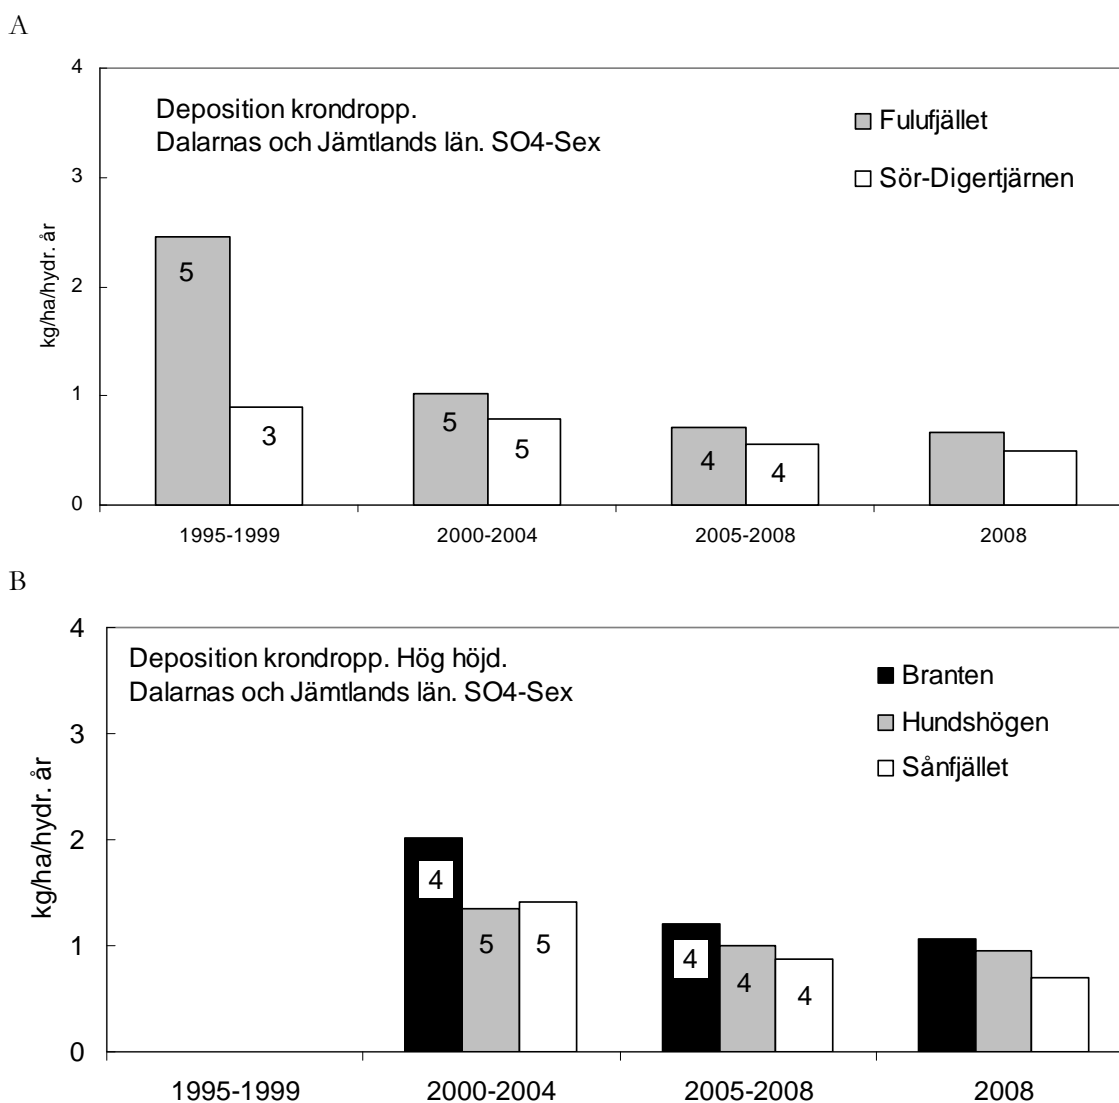 A
4
3
2
1
0
kg/ha/hydr. år
Deposition krondropp.
Dalarnas och Jämtlands län. SO4-Sex
Fulufjället
Sör-Digertjärnen
5
3
5
5
4
4
1995-1999
2000-2004
2005-2008
2008
B
4
3
2
1
0
kg/ha/hydr. år
Deposition krondropp. Hög höjd.
Dalarnas och Jämtlands län. SO4-Sex
Branten
Hundshögen
Sånfjället
4
5
5
4
4
4
1995-1999
2000-2004
2005-2008
2008